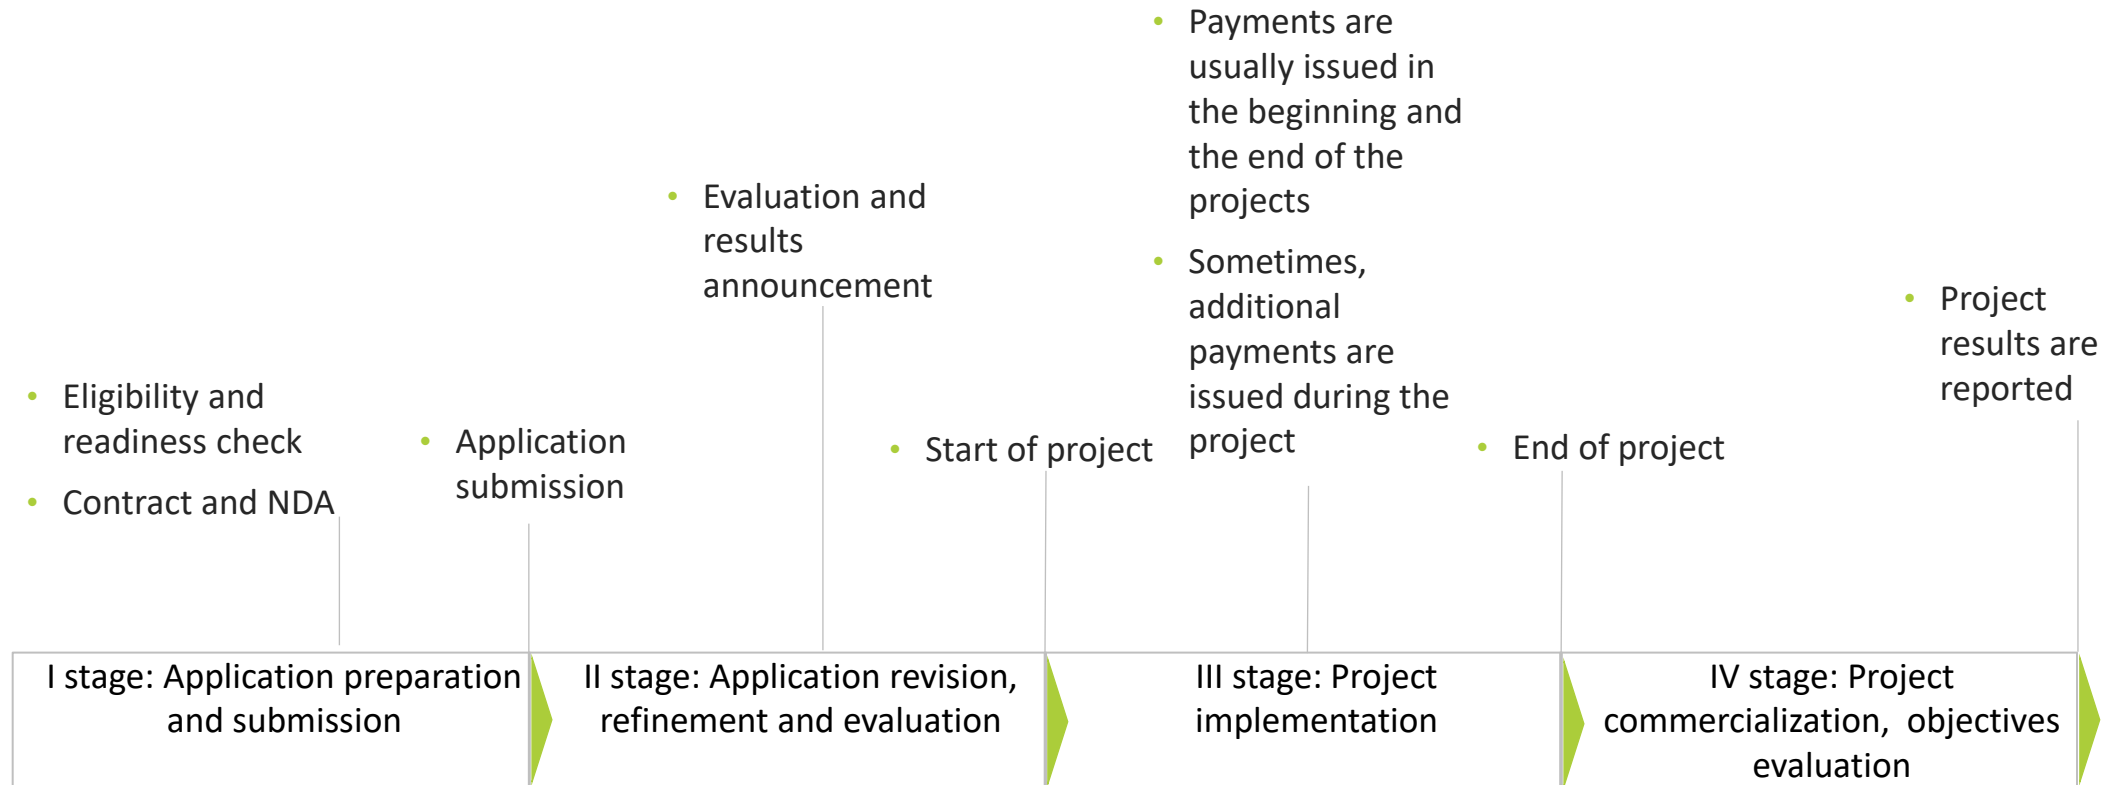 • Eligibility and
readiness check
• Contract and NDA
• Application
submission
• Evaluation and
results
announcement
• Start of project
• Payments are
usually issued in
the beginning and
the end of the
projects
• Sometimes,
additional
payments are
issued during the
project
• End of project
• Project
results are
reported
I stage: Application preparation
and submission
II stage: Application revision,
refinement and evaluation
III stage: Project
implementation
IV stage: Project
commercialization, objectives
evaluation